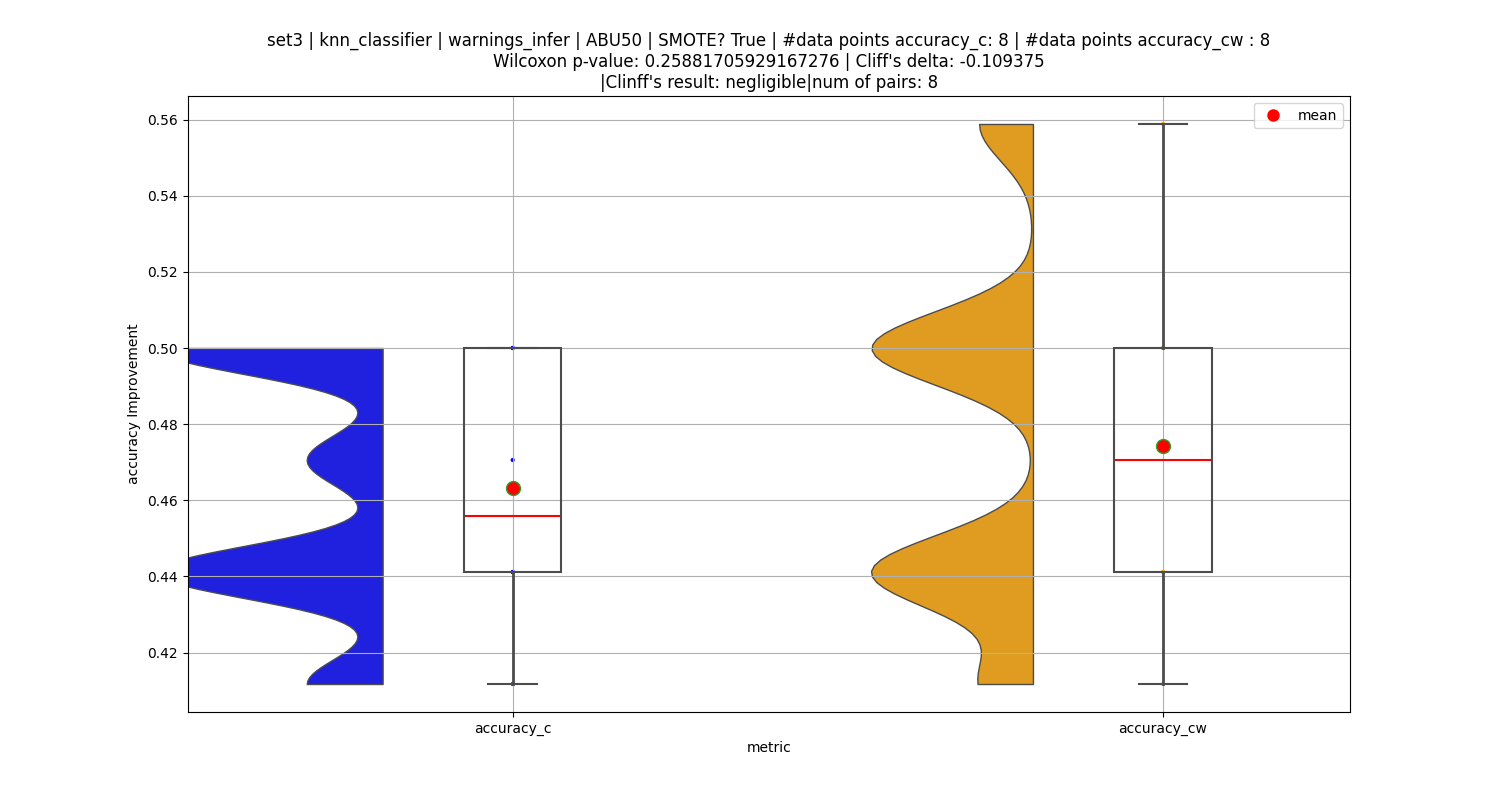 set3 | knn_classifier | warnings_infer | ABU50 | SMOTE? True | #data points accuracy_c: 8 | #data points accuracy_cw : 8
Wilcoxon p-value: 0.25881705929167276 | Cliff's delta: -0.109375
|Clinff's result: negligible|num of pairs: 8
mean
0.56
0.54
0.52
0.50
0.48
0.46
0.44
0.42
accuracy Improvement
accuracy_c
accuracy_cw
metric